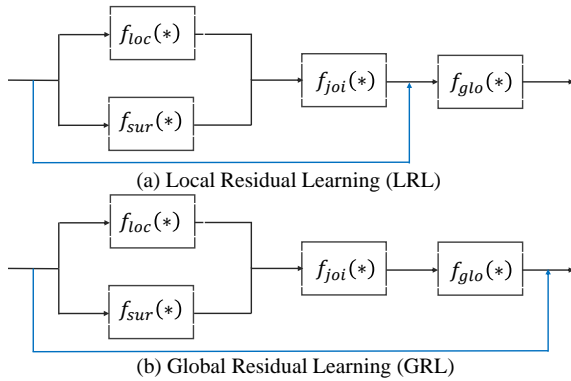 f_loc(*)
f_joi(*) f_glo(*)
f_sur(*)
(a) Local Residual Learning (LRL)
f_loc(*)
f_joi(*) f_glo(*)
f_sur(*)
(b) Global Residual Learning (GRL)